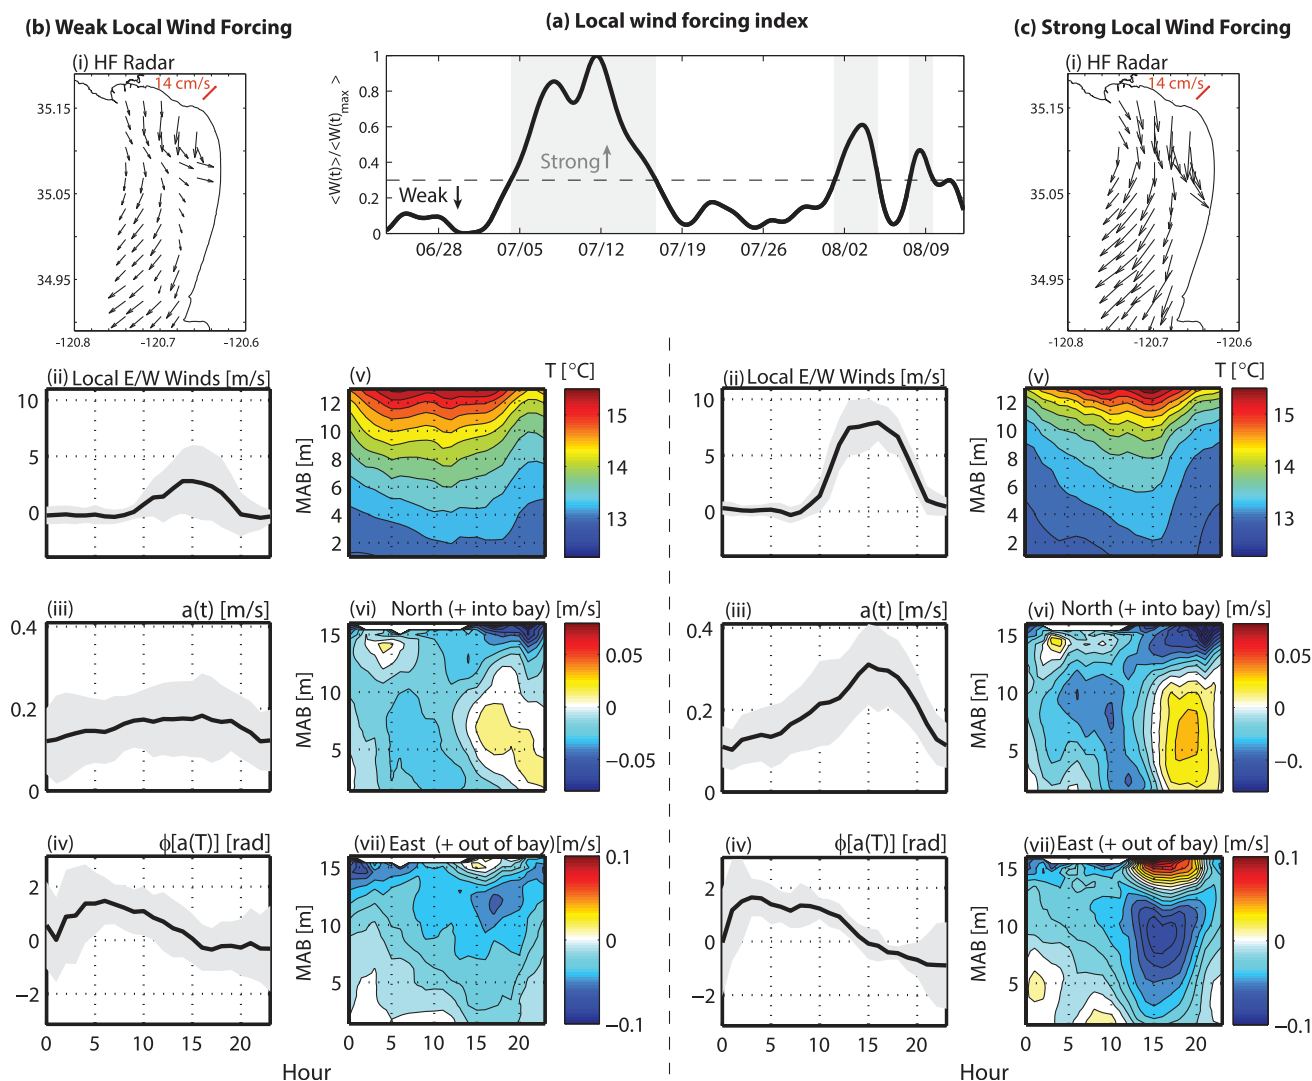 (b) Weak Local Wind Forcing
(a) Local wind forcing index
(c) Strong Local Wind Forcing
(i) HF Radar
14 cm/s
35.15
35.05
34.95
-120.8 -120.7 -120.6
<W(t)>/<W(t)max>
1
0.8
0.6
0.4
0.2
0
Strong
Weak
06/28 07/05 07/12 07/19 07/26 08/02 08/09
(i) HF Radar
14 cm/s
35.15
35.05
34.95
-120.8 -120.7 -120.6
(ii) Local E/W Winds [m/s]
10
5
0
(v) T [°C]
MAB [m]
12
10
8
6
4
2
15
14
13
(ii) Local E/W Winds [m/s]
10
5
0
(v) T [°C]
MAB [m]
12
10
8
6
4
2
15
14
13
(iii) a(t) [m/s]
0.4
0.2
0
(vi) North (+ into bay) [m/s]
MAB [m]
15
10
5
0.05
0
−0.05
(iii) a(t) [m/s]
0.4
0.2
0
(vi) North (+ into bay) [m/s]
MAB [m]
15
10
5
0.05
0
−0.
(iv) ϕ[a(T)] [rad]
2
0
−2
0 5 10 15 20
Hour
(vii) East (+ out of bay) [m/s]
MAB [m]
15
10
5
0.1
0
−0.1
0 5 10 15 20
(iv) ϕ[a(T)] [rad]
2
0
−2
0 5 10 15 20
Hour
(vii) East (+ out of bay) [m/s]
MAB [m]
15
10
5
0.1
0
−0.1
0 5 10 15 20